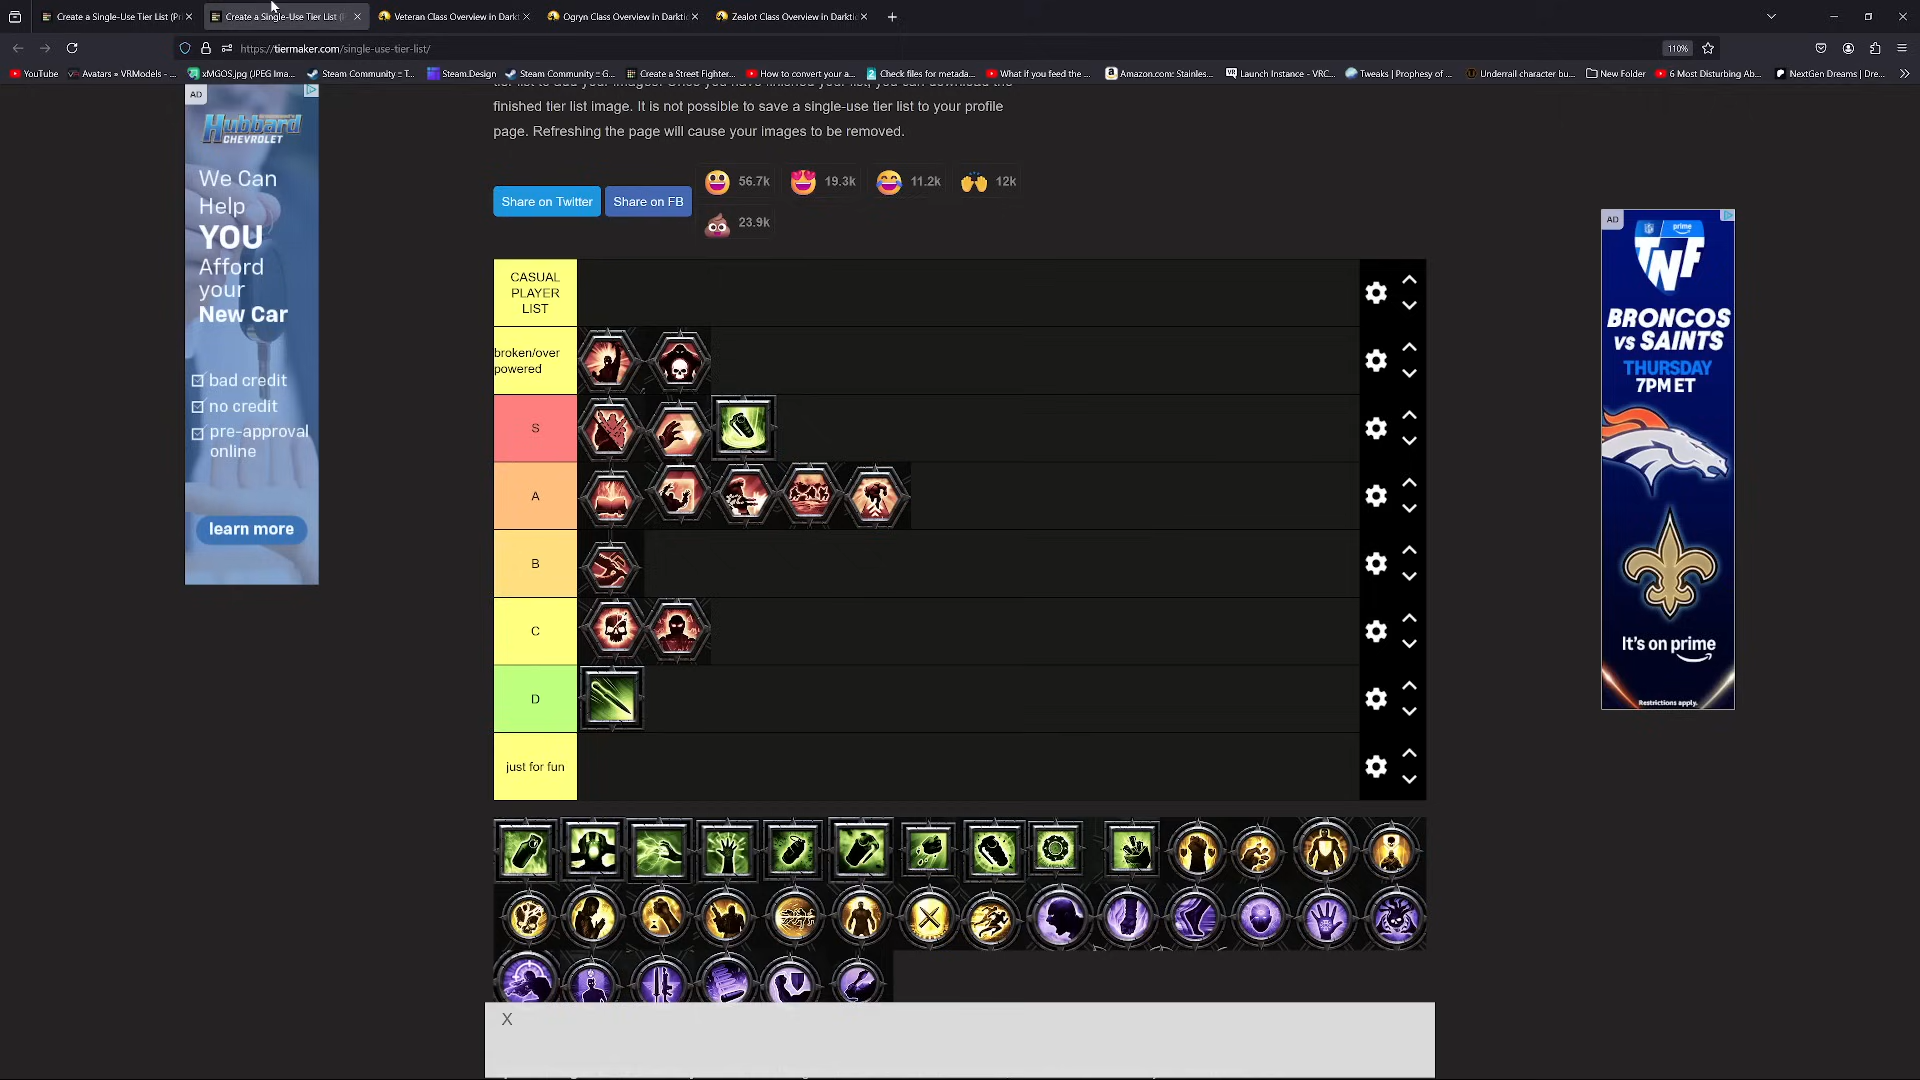 Create a Single-Use Tier List (Pr
Create a Single-Use Tier List (
Veteran Class Overview in Darkt
Ogryn Class Overview in Darktic
Zealot Class Overview in Darktic
https://tiermaker.com/single-use-tier-list/
110%
YouTube
Avatars » VRModels - ...
xMGOS.jpg (JPEG Ima...
Steam Community :: T...
Steam.Design
Steam Community :: G...
Create a Street Fighter...
How to convert your a...
Check files for metada...
What if you feed the ...
Amazon.com: Stainles...
Launch Instance - VRC...
Tweaks | Prophesy of ...
Underrail character bu...
New Folder
6 Most Disturbing Ab...
NextGen Dreams | Dre...
finished tier list image. It is not possible to save a single-use tier list to your profile
page. Refreshing the page will cause your images to be removed.
Share on Twitter
Share on FB
56.7k
19.3k
11.2k
12k
23.9k
AD
Hubbard
CHEVROLET
We Can
Help
YOU
Afford
your
New Car
bad credit
no credit
pre-approval
online
learn more
CASUAL
PLAYER
LIST
broken/over
powered
S
A
B
C
D
just for fun
AD
NFL
prime
TNF
BRONCOS
VS SAINTS
THURSDAY
7PM ET
It's on prime
Restrictions apply.
X